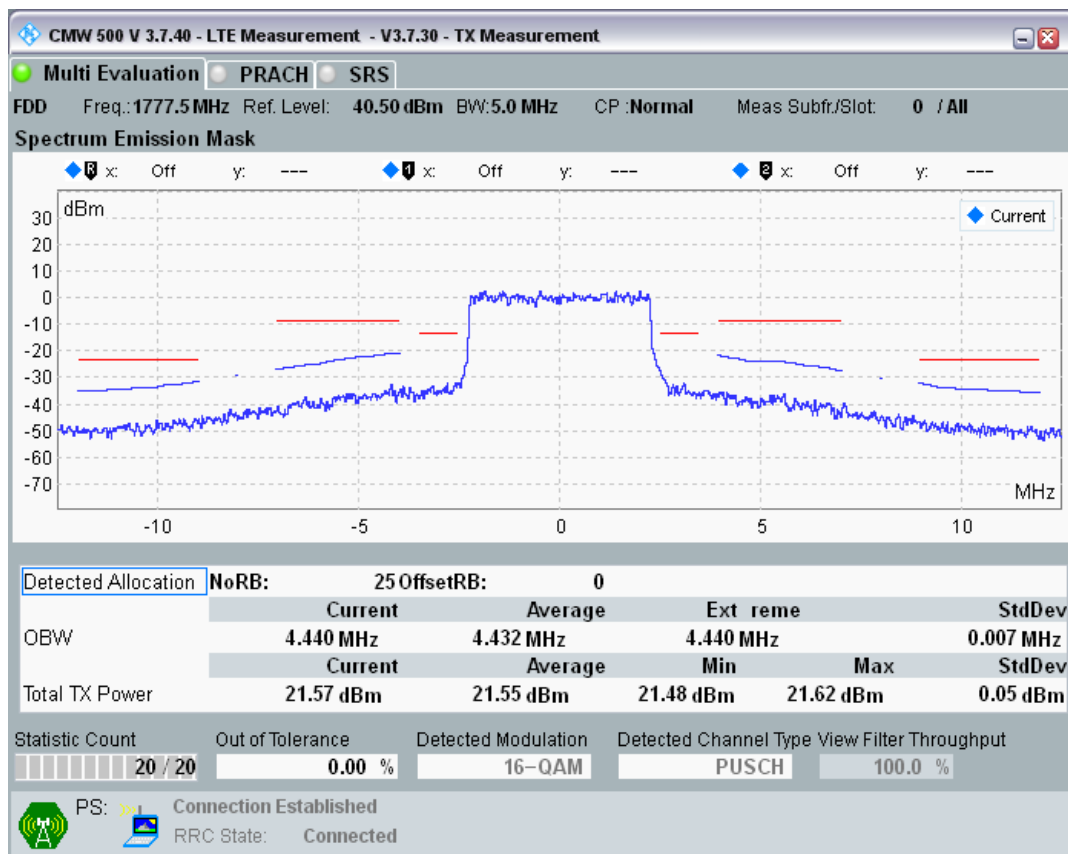 CMW 500 V 3.7.40 - LTE Measurement - V3.7.30 - TX Measurement
Multi Evaluation PRACH SRS
FDD Freq.:1777.5 MHz Ref. Level: 40.50 dBm BW:5.0 MHz CP :Normal Meas Subfr./Slot: 0 / All
Spectrum Emission Mask
R x: Off y: --- 1 x: Off y: --- 2 x: Off y: ---
dBm
Current
30
20
10
0
-10
-20
-30
-40
-50
-60
-70
MHz
-10 -5 0 5 10
Detected Allocation NoRB: 25 OffsetRB: 0
Current Average Ext reme StdDev
OBW 4.440 MHz 4.432 MHz 4.440 MHz 0.007 MHz
Current Average Min Max StdDev
Total TX Power 21.57 dBm 21.55 dBm 21.48 dBm 21.62 dBm 0.05 dBm
Statistic Count Out of Tolerance Detected Modulation Detected Channel Type View Filter Throughput
20 / 20 0.00 % 16-QAM PUSCH 100.0 %
PS: Connection Established
RRC State: Connected